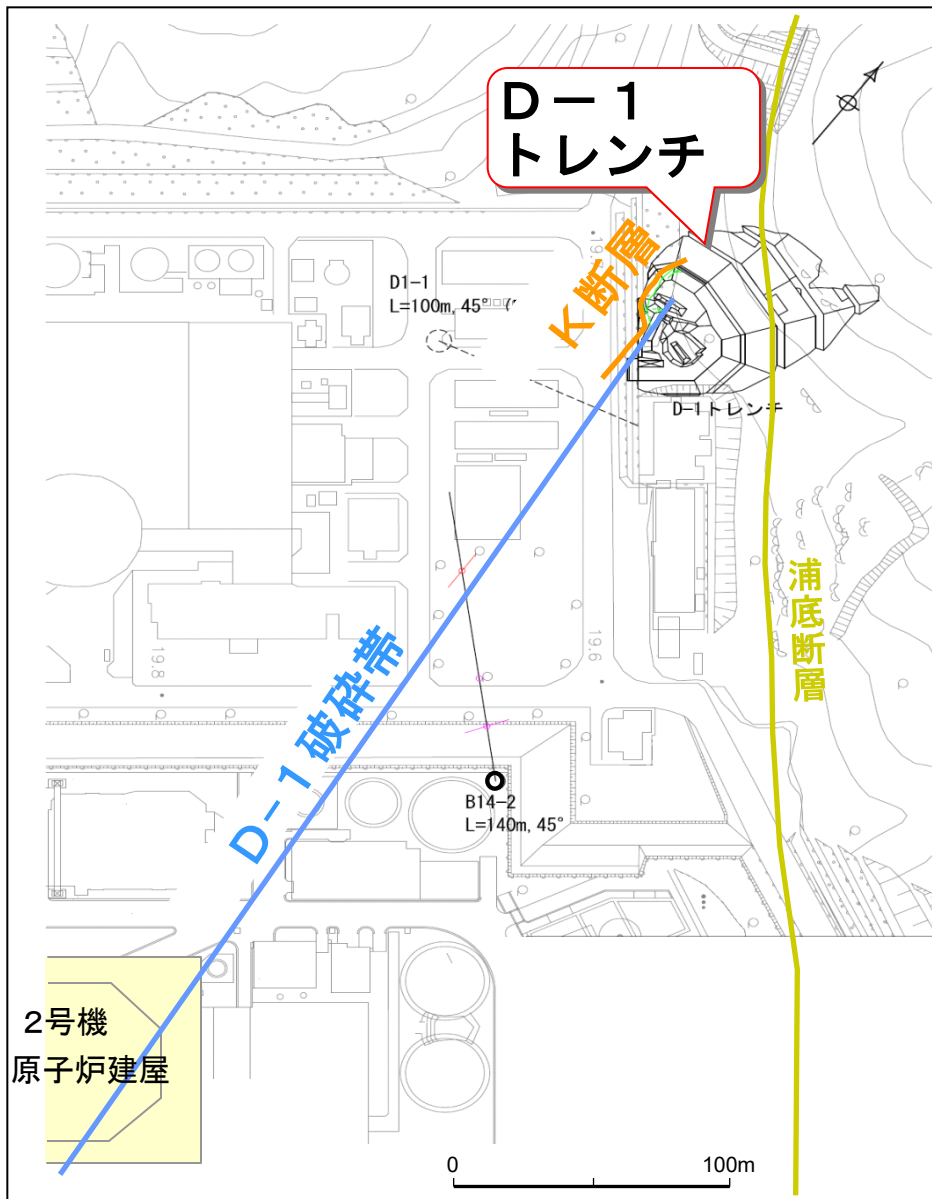 D－1
トレンチ
K断層
D1-1
L=100m, 45°
D-1トレンチ
浦底断層
19.6
19.8
D－1破砕帯
B14-2
L=140m, 45°
2号機
原子炉建屋
0 100m